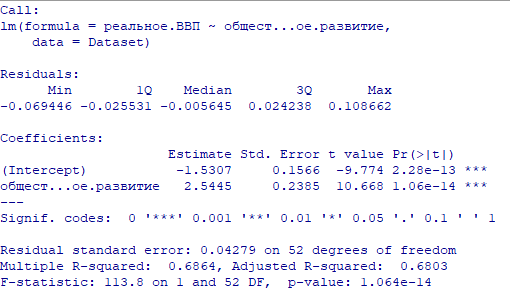 Call:
lm(formula = реальное.ВВП ~ общест...ое.развитие,
    data = Dataset)

Residuals:
      Min        1Q    Median        3Q       Max
-0.069446 -0.025531 -0.005645  0.024238  0.108662

Coefficients:
                      Estimate Std. Error t value Pr(>|t|)
(Intercept)            -1.5307     0.1566  -9.774 2.28e-13 ***
общест...ое.развитие   2.5445     0.2385  10.668 1.06e-14 ***
---
Signif. codes:  0 '***' 0.001 '**' 0.01 '*' 0.05 '.' 0.1 ' ' 1

Residual standard error: 0.04279 on 52 degrees of freedom
Multiple R-squared:  0.6864, Adjusted R-squared:  0.6803
F-statistic: 113.8 on 1 and 52 DF,  p-value: 1.064e-14